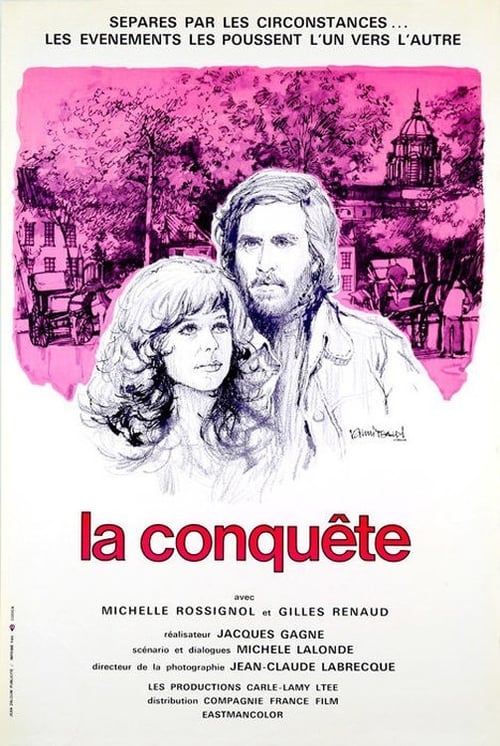 SEPARES PAR LES CIRCONSTANCES...
LES EVENEMENTS LES POUSSENT L'UN VERS L'AUTRE
la conquête
avec
MICHELLE ROSSIGNOL et GILLES RENAUD
réalisateur JACQUES GAGNE
scénario et dialogues MICHELE LALONDE
directeur de la photographie JEAN-CLAUDE LABRECQUE
LES PRODUCTIONS CARLE-LAMY LTEE
distribution COMPAGNIE FRANCE FILM
EASTMANCOLOR